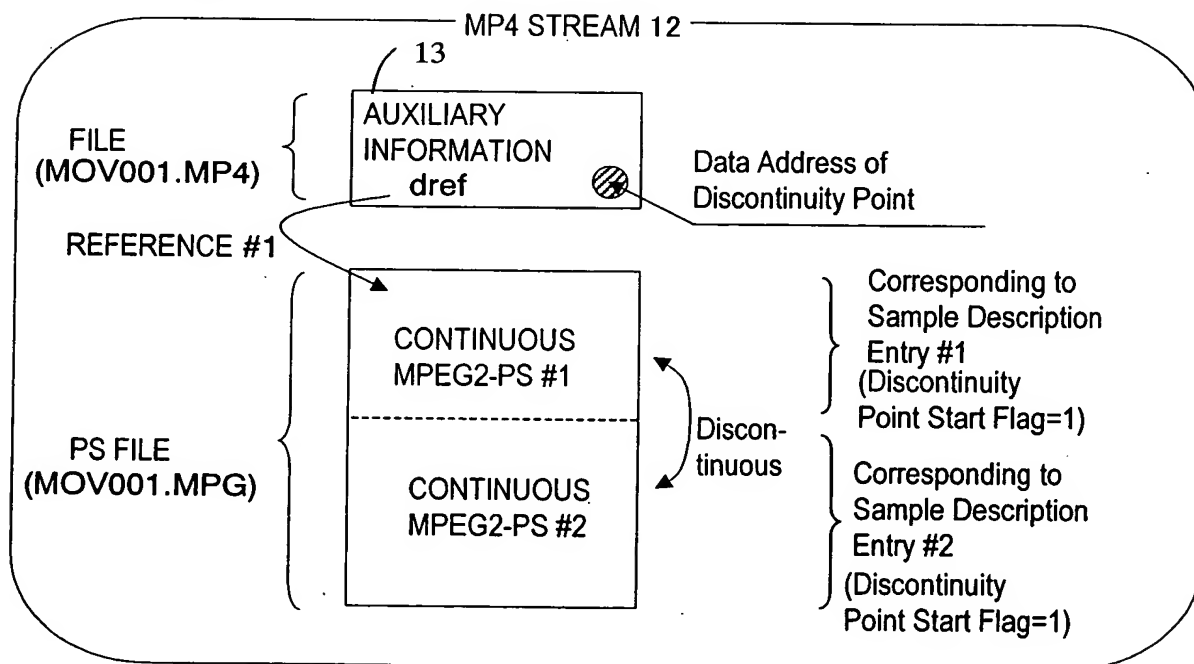 MP4 STREAM 12
13
FILE
(MOV001.MP4)
AUXILIARY
INFORMATION
dref
Data Address of
Discontinuity Point
REFERENCE #1
CONTINUOUS
MPEG2-PS #1
PS FILE
(MOV001.MPG)
CONTINUOUS
MPEG2-PS #2
Discon-
tinuous
Corresponding to
Sample Description
Entry #1
(Discontinuity
Point Start Flag=1)
Corresponding to
Sample Description
Entry #2
(Discontinuity
Point Start Flag=1)